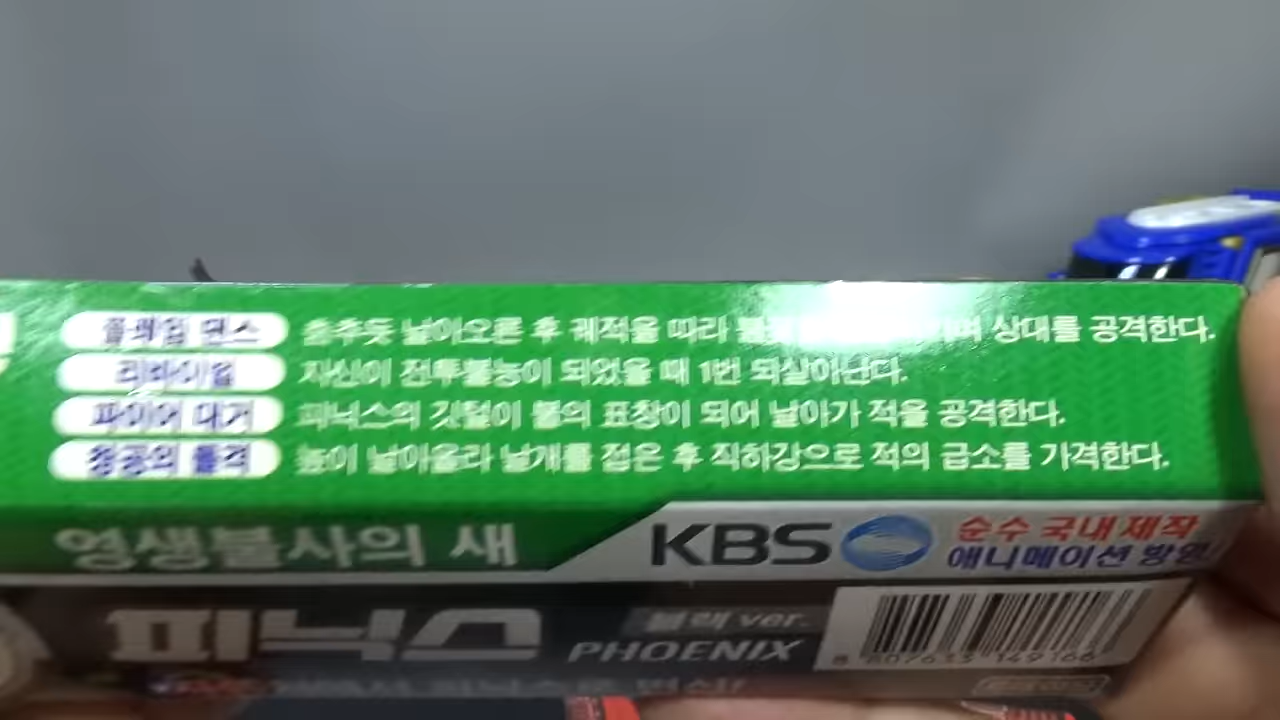 플레임 댄스 춤추듯 날아오른 후 궤적을 따라 상대를 공격한다.
리바이벌 자신이 전투불능이 되었을 때 1번 되살아난다.
파이어 대거 피닉스의 깃털이 불의 표창이 되어 날아가 적을 공격한다.
창공의 돌격 높이 날아올라 날개를 접은 후 직하강으로 적의 급소를 가격한다.
영생불사의 새
KBS
순수 국내 제작
애니메이션 방영
피닉스
블랙 ver.
PHOENIX